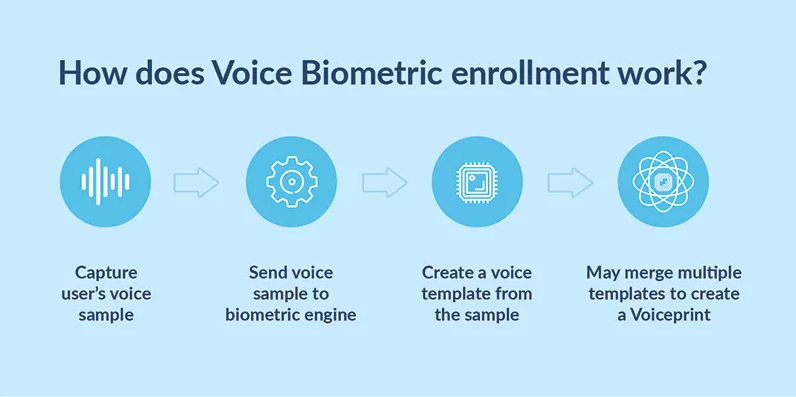 How does Voice Biometric enrollment work?
Capture
user's voice
sample
Send voice
sample to
biometric engine
Create a voice
template from
the sample
May merge multiple
templates to create
a Voiceprint